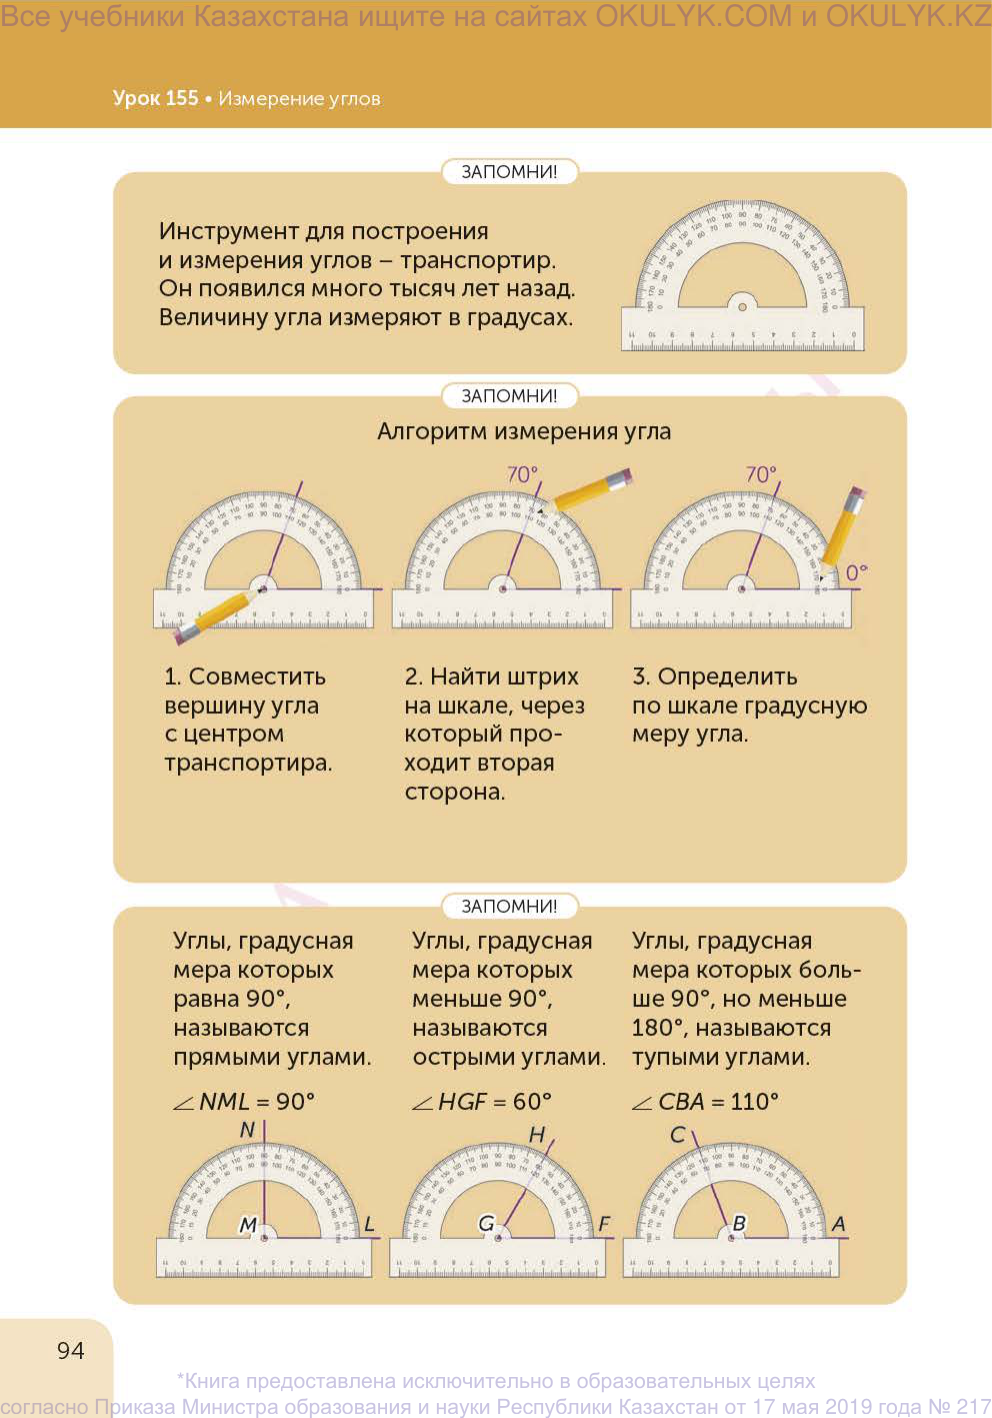 Все учебники Казахстана ищите на сайтах OKULYK.COM и OKULYK.KZ
Урок 155 • Измерение углов
ЗАПОМНИ!
Инструмент для построения
и измерения углов – транспортир.
Он появился много тысяч лет назад.
Величину угла измеряют в градусах.
ЗАПОМНИ!
Алгоритм измерения угла
70°
70°
0°
1. Совместить
вершину угла
с центром
транспортира.
2. Найти штрих
на шкале, через
который про-
ходит вторая
сторона.
3. Определить
по шкале градусную
меру угла.
ЗАПОМНИ!
Углы, градусная
мера которых
равна 90°,
называются
прямыми углами.
∠ NML = 90°
N
M
L
Углы, градусная
мера которых
меньше 90°,
называются
острыми углами.
∠ HGF = 60°
H
G
F
Углы, градусная
мера которых боль-
ше 90°, но меньше
180°, называются
тупыми углами.
∠ CBA = 110°
C
B
A
94
*Книга предоставлена исключительно в образовательных целях
согласно Приказа Министра образования и науки Республики Казахстан от 17 мая 2019 года № 217